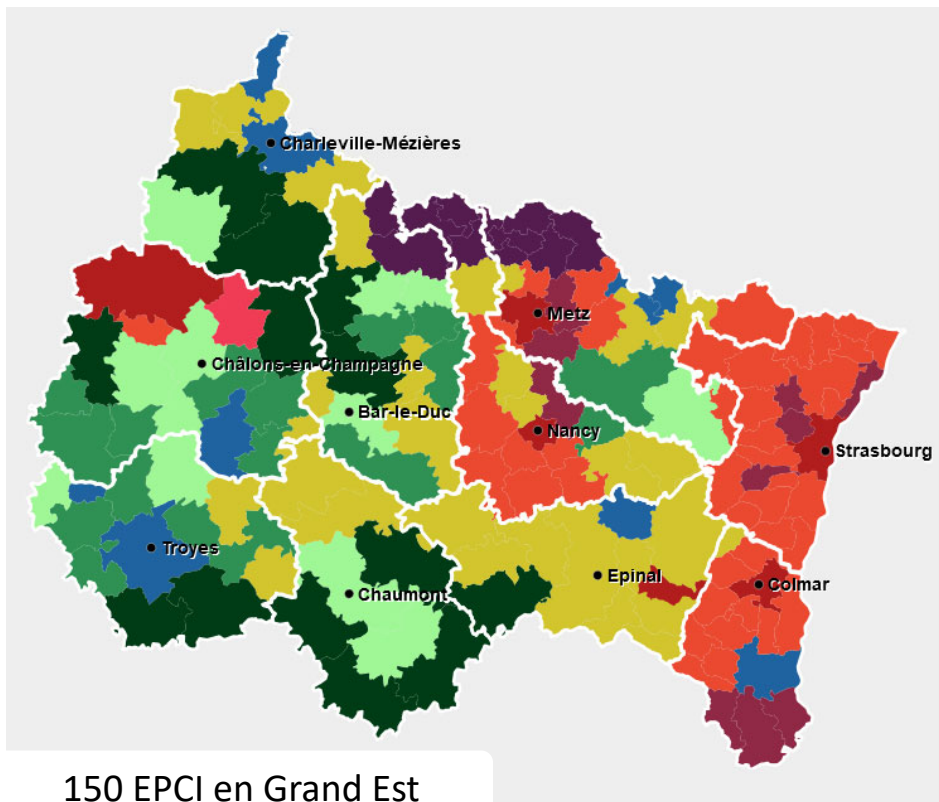 Charleville-Mézières
Metz
Châlons-en-Champagne
Bar-le-Duc
Nancy
Strasbourg
Troyes
Epinal
Colmar
Chaumont
150 EPCI en Grand Est